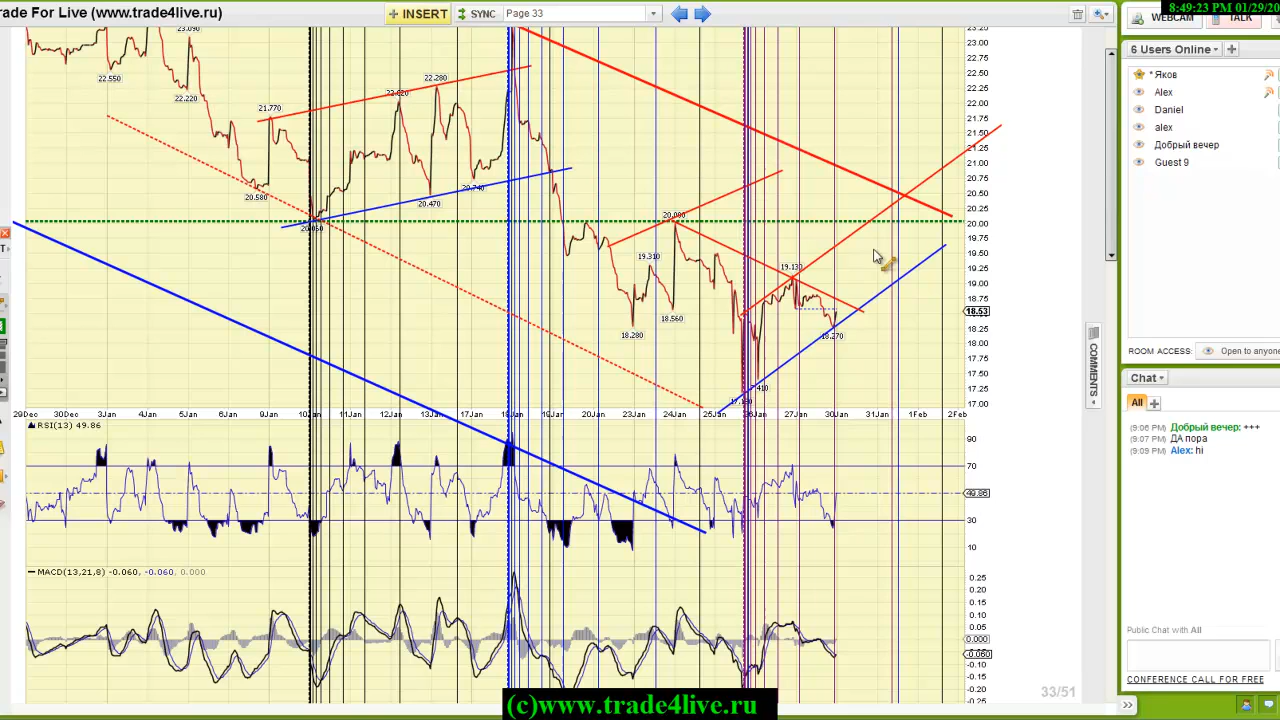 8:49:23 PM 01/29/20
rade For Live (www.trade4live.ru)
+ INSERT
SYNC
Page 33
WEBCAM
TALK
6 Users Online
* Яков
Alex
Daniel
alex
Добрый вечер
Guest 9
ROOM ACCESS: Open to anyone
Chat
All
(9:06 PM) Добрый вечер: +++
(9:07 PM) ДА пора
(9:09 PM) Alex: hi
Public Chat with All
CONFERENCE CALL FOR FREE
COMMENTS
23.25
23.00
22.75
22.50
22.25
22.00
21.75
21.50
21.25
21.00
20.75
20.50
20.25
20.00
19.75
19.50
19.25
19.00
18.75
18.53
18.25
18.00
17.75
17.50
17.25
17.00
23.090
22.550
22.220
21.770
20.580
20.050
22.020
22.280
20.470
20.740
20.000
19.310
18.280
18.560
19.130
18.270
29Dec 30Dec 3Jan 4Jan 5Jan 9Jan 10Jan 11Jan 12Jan 13Jan 17Jan 18Jan 19Jan 20Jan 23Jan 24Jan 25Jan 26Jan 27Jan 30Jan 31Jan 1Feb 2Feb
RSI(13) 49.86
90
70
49.86
30
10
MACD(13,21,8) -0.060, -0.060, 0.000
0.25
0.20
0.15
0.10
0.05
0.000
-0.060
-0.10
-0.15
-0.20
-0.25
33/51
(c)www.trade4live.ru